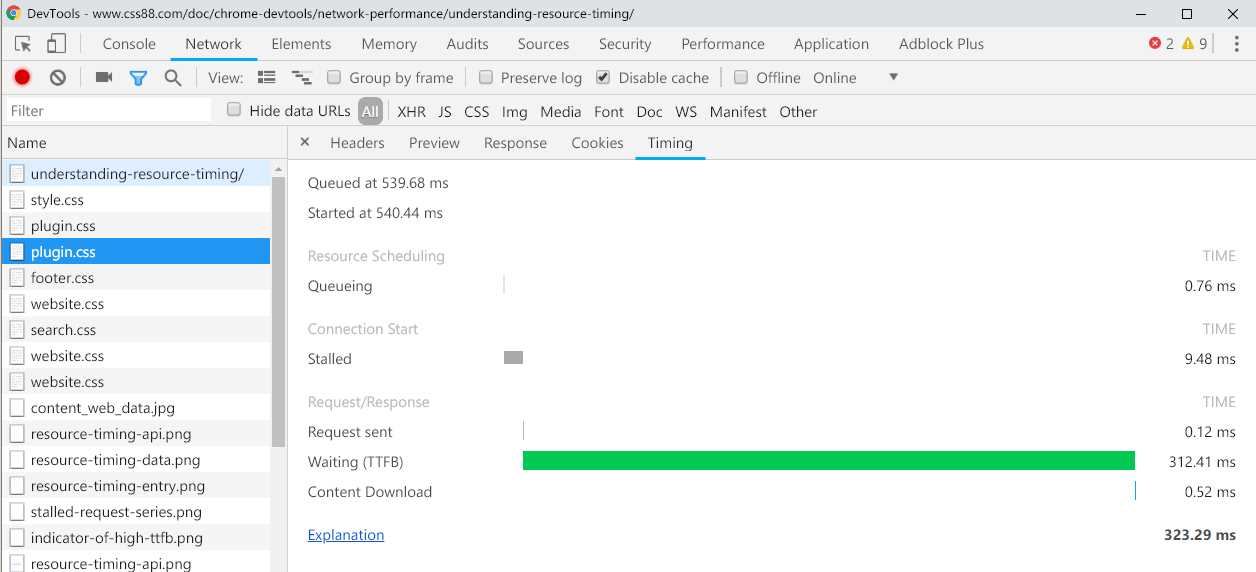 DevTools - www.css88.com/doc/chrome-devtools/network-performance/understanding-resource-timing/
Console Network Elements Memory Audits Sources Security Performance Application Adblock Plus 2 9
View: Group by frame Preserve log Disable cache Offline Online
Filter Hide data URLs All XHR JS CSS Img Media Font Doc WS Manifest Other
Name
understanding-resource-timing/
style.css
plugin.css
plugin.css
footer.css
website.css
search.css
website.css
website.css
content_web_data.jpg
resource-timing-api.png
resource-timing-data.png
resource-timing-entry.png
stalled-request-series.png
indicator-of-high-ttfb.png
resource-timing-api.png
× Headers Preview Response Cookies Timing
Queued at 539.68 ms
Started at 540.44 ms
Resource Scheduling TIME
Queueing 0.76 ms
Connection Start TIME
Stalled 9.48 ms
Request/Response TIME
Request sent 0.12 ms
Waiting (TTFB) 312.41 ms
Content Download 0.52 ms
Explanation 323.29 ms